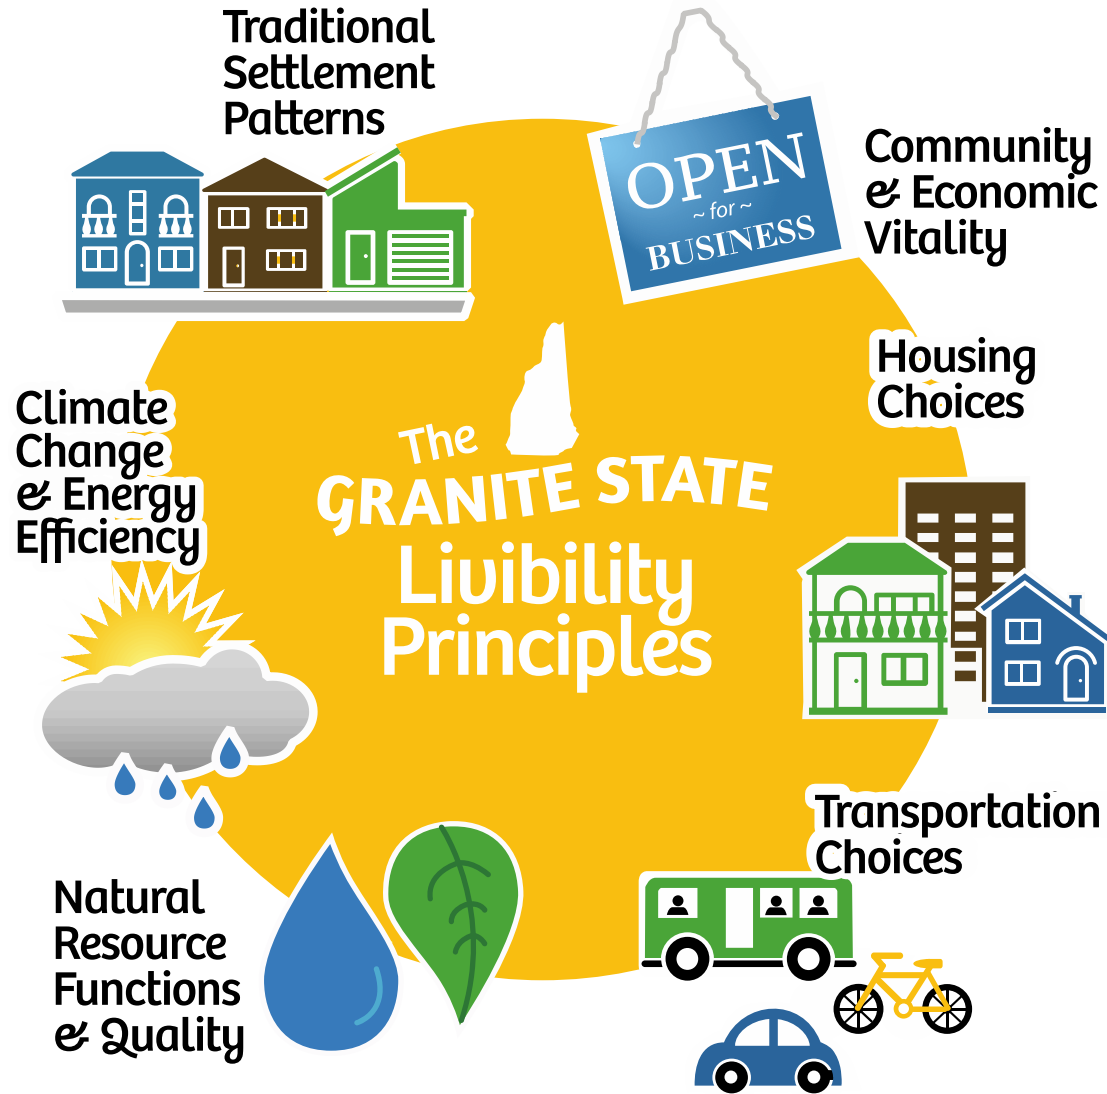 Traditional
Settlement
Patterns
OPEN
~ for ~
BUSINESS
Community
& Economic
Vitality
Housing
Choices
Climate
Change
& Energy
Efficiency
The
GRANITE STATE
Livibility
Principles
Transportation
Choices
Natural
Resource
Functions
& Quality